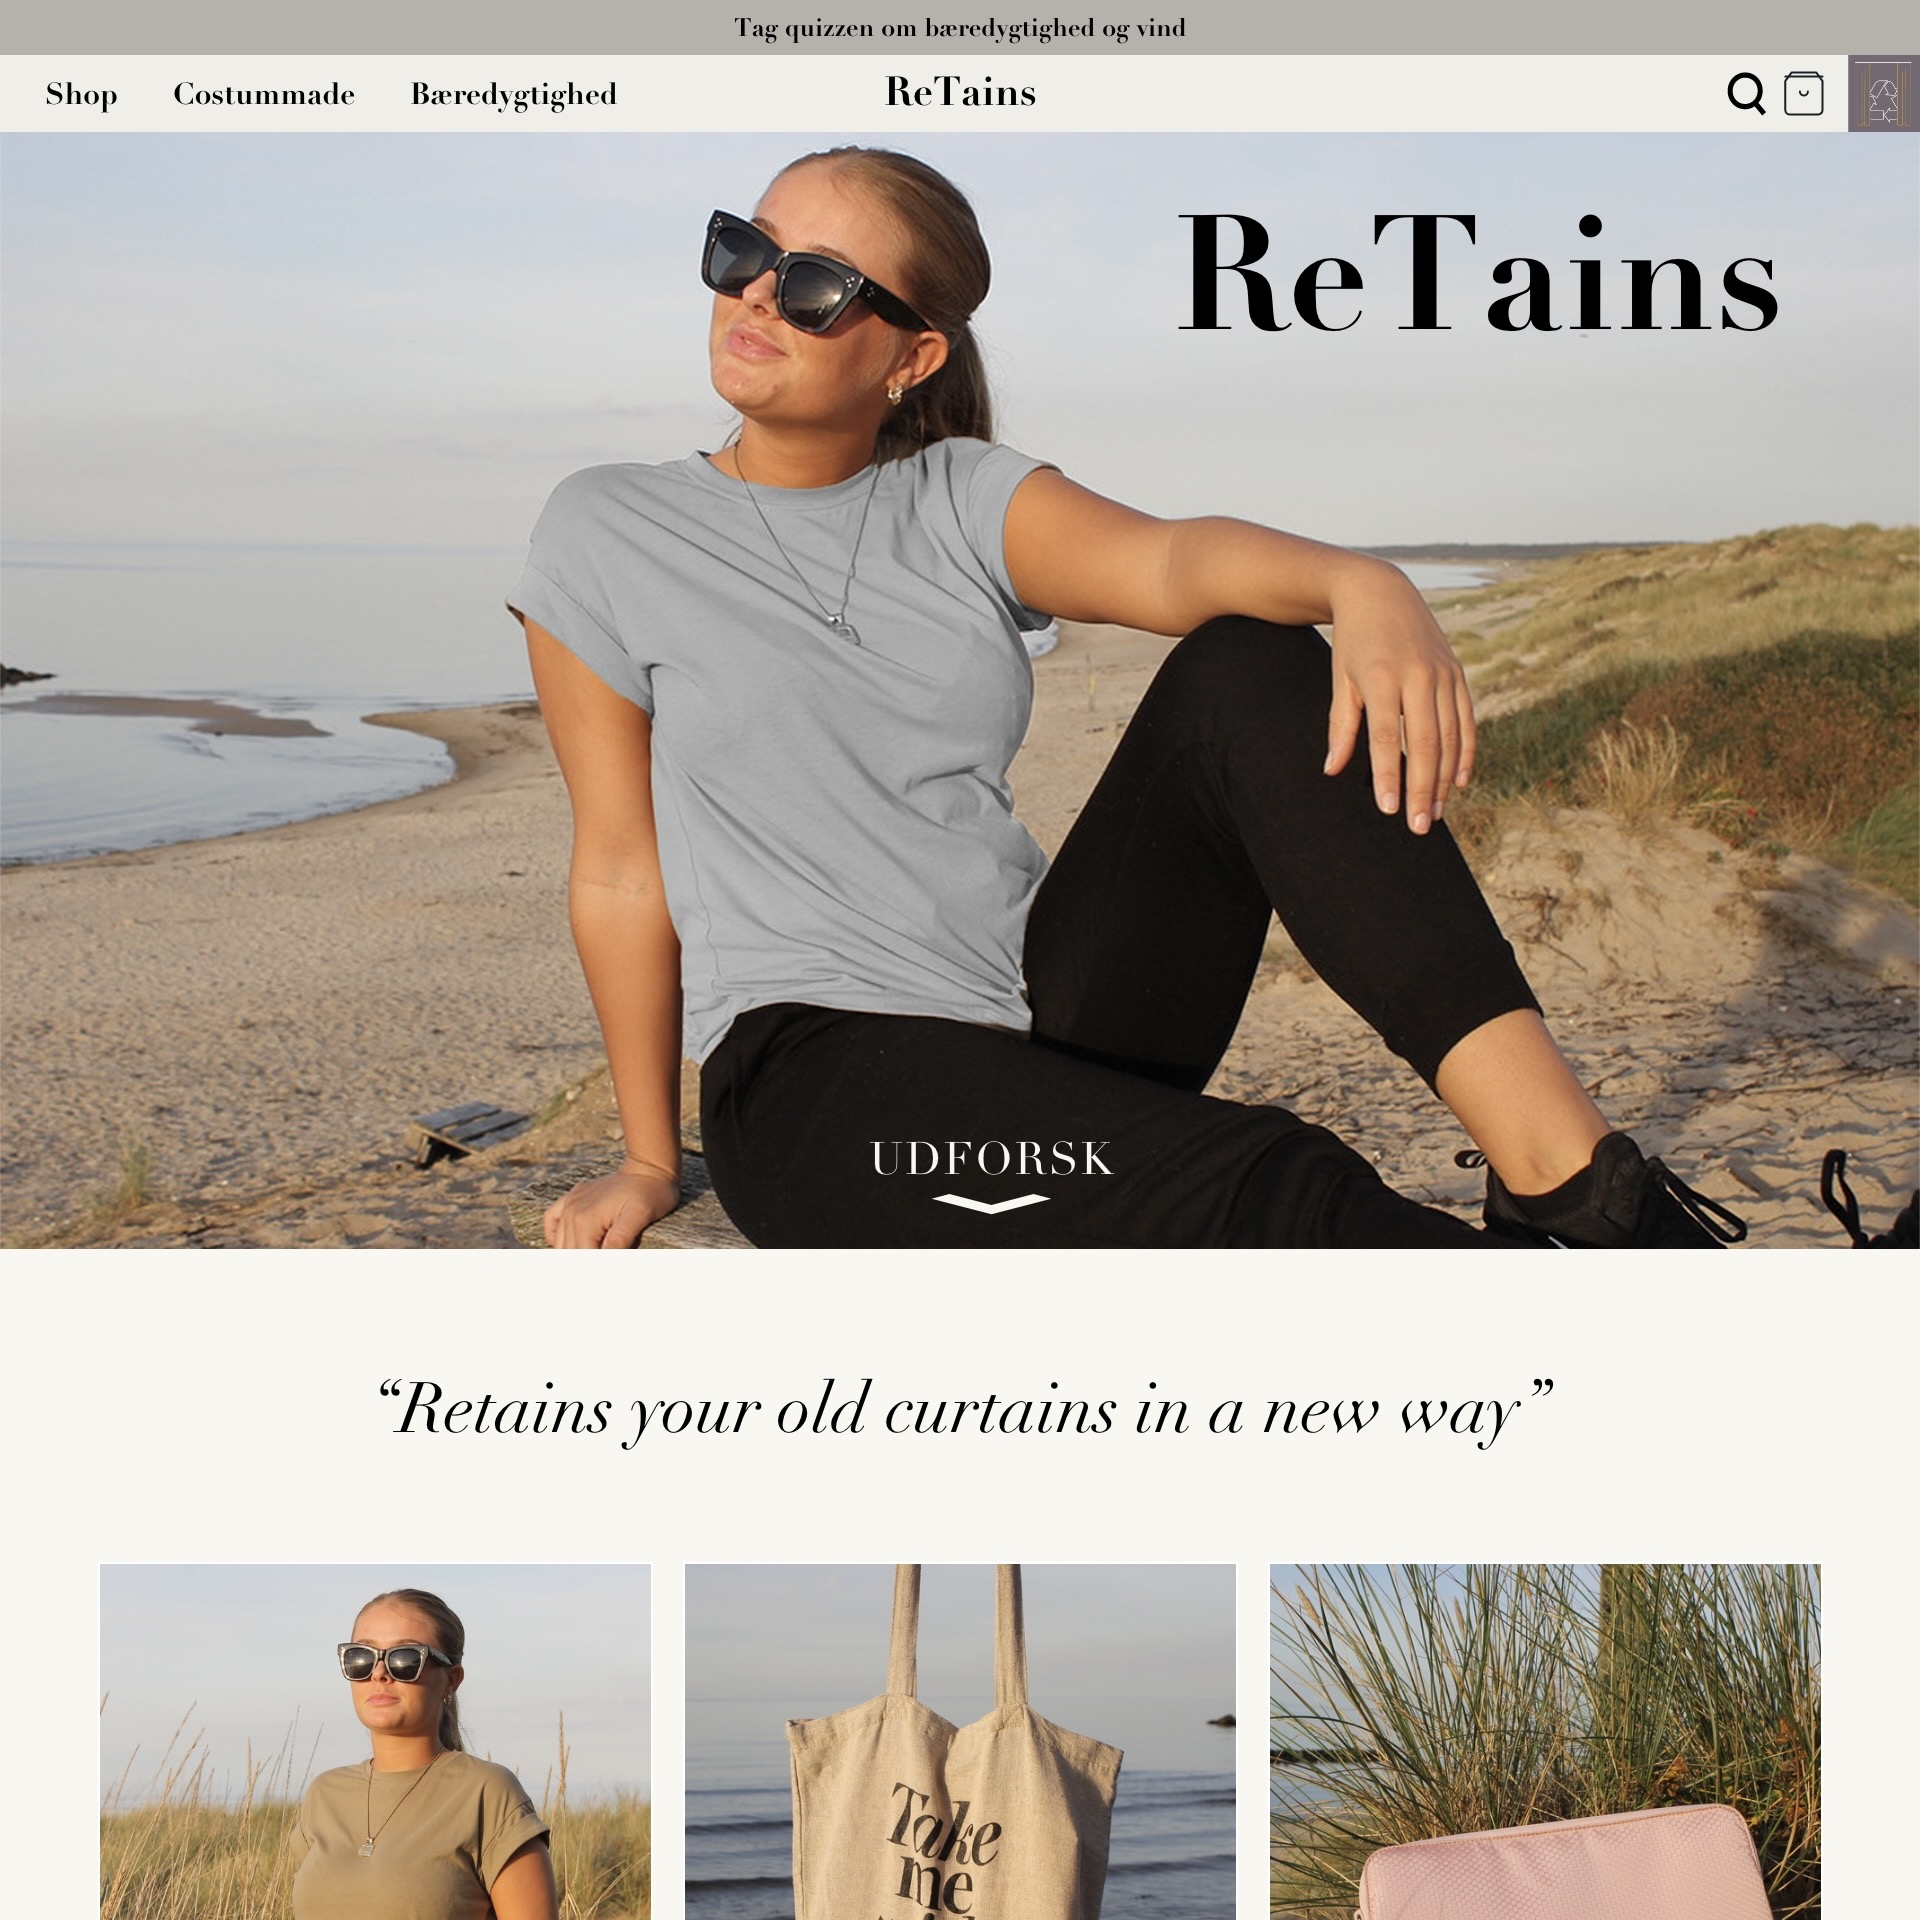 Tag quizzen om bæredygtighed og vind
Shop Costummade Bæredygtighed ReTains
ReTains
UDFORSK
“Retains your old curtains in a new way”
Take
me